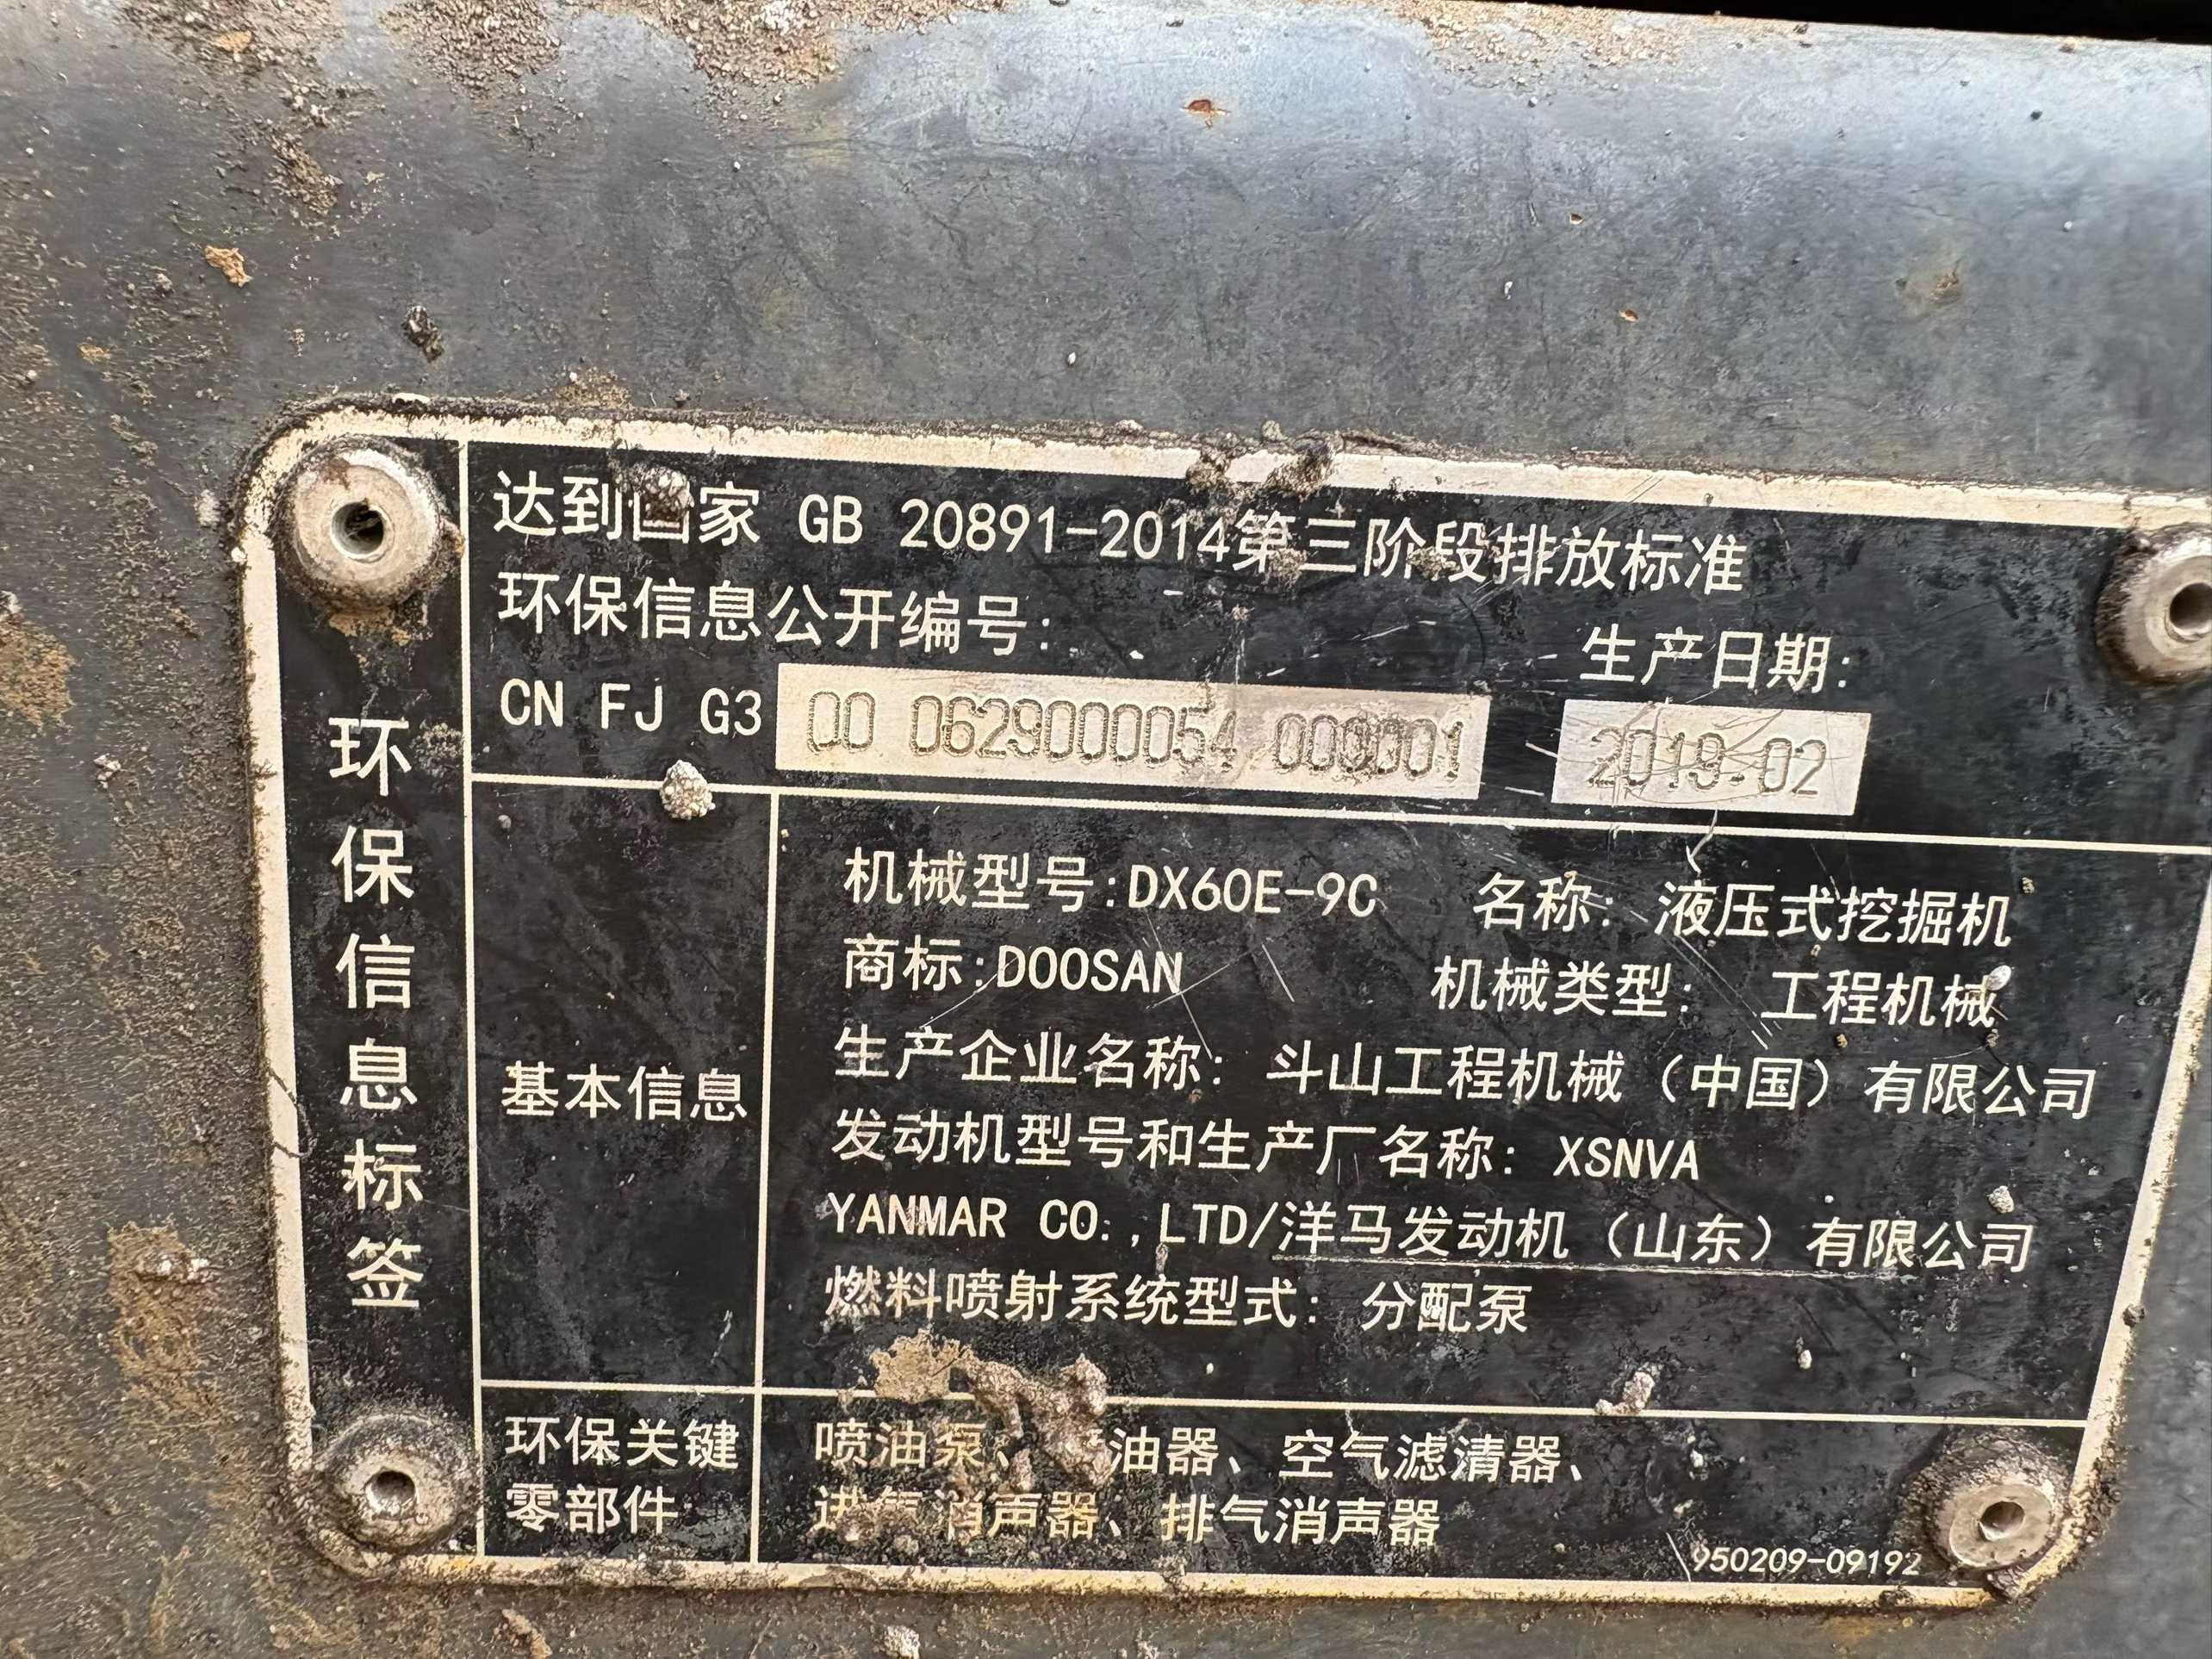 环保信息标签
达到国家 GB 20891-2014第三阶段排放标准
环保信息公开编号:
生产日期:
CN FJ G3 00 0629000054 000001
2019-02
基本信息
机械型号:DX60E-9C 名称: 液压式挖掘机
商标:DOOSAN 机械类型: 工程机械
生产企业名称: 斗山工程机械（中国）有限公司
发动机型号和生产厂名称: XSNVA
YANMAR CO.,LTD/洋马发动机（山东）有限公司
燃料喷射系统型式: 分配泵
环保关键
零部件
喷油泵、油器、空气滤清器、
进气消声器、排气消声器
950209-09192